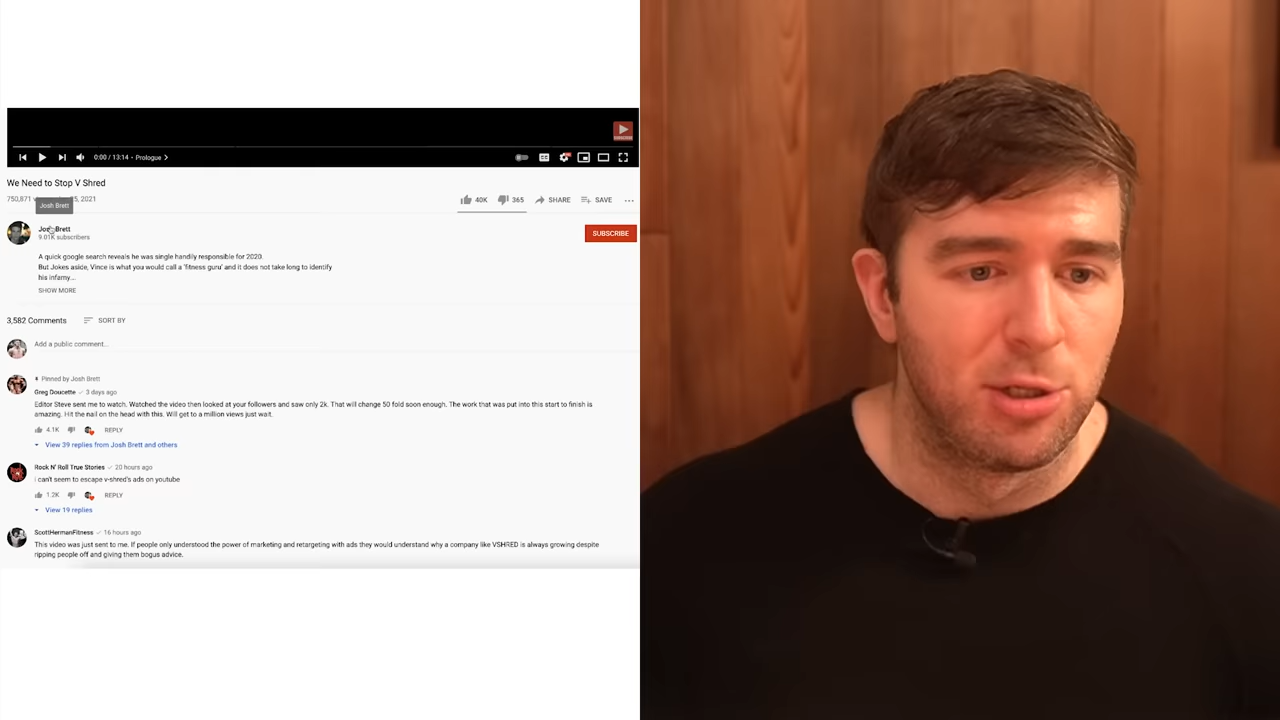 0:00 / 13:14 • Prologue
We Need to Stop V Shred
750,871 5, 2021
40K 365 SHARE SAVE ...
Josh Brett
Josh Brett
9.01K subscribers
SUBSCRIBE
A quick google search reveals he was single handily responsible for 2020.
But Jokes aside, Vince is what you would call a 'fitness guru' and it does not take long to identify
his infamy...
SHOW MORE
3,582 Comments SORT BY
Add a public comment...
Pinned by Josh Brett
Greg Doucette 3 days ago
Editor Steve sent me to watch. Watched the video then looked at your followers and saw only 2k. That will change 50 fold soon enough. The work that was put into this start to finish is
amazing. Hit the nail on the head with this. Will get to a million views just wait.
4.1K REPLY
View 39 replies from Josh Brett and others
Rock N' Roll True Stories 20 hours ago
I can't seem to escape v-shred's ads on youtube
1.2K REPLY
View 19 replies
ScottHermanFitness 16 hours ago
This video was just sent to me. If people only understood the power of marketing and retargeting with ads they would understand why a company like VSHRED is always growing despite
ripping people off and giving them bogus advice.